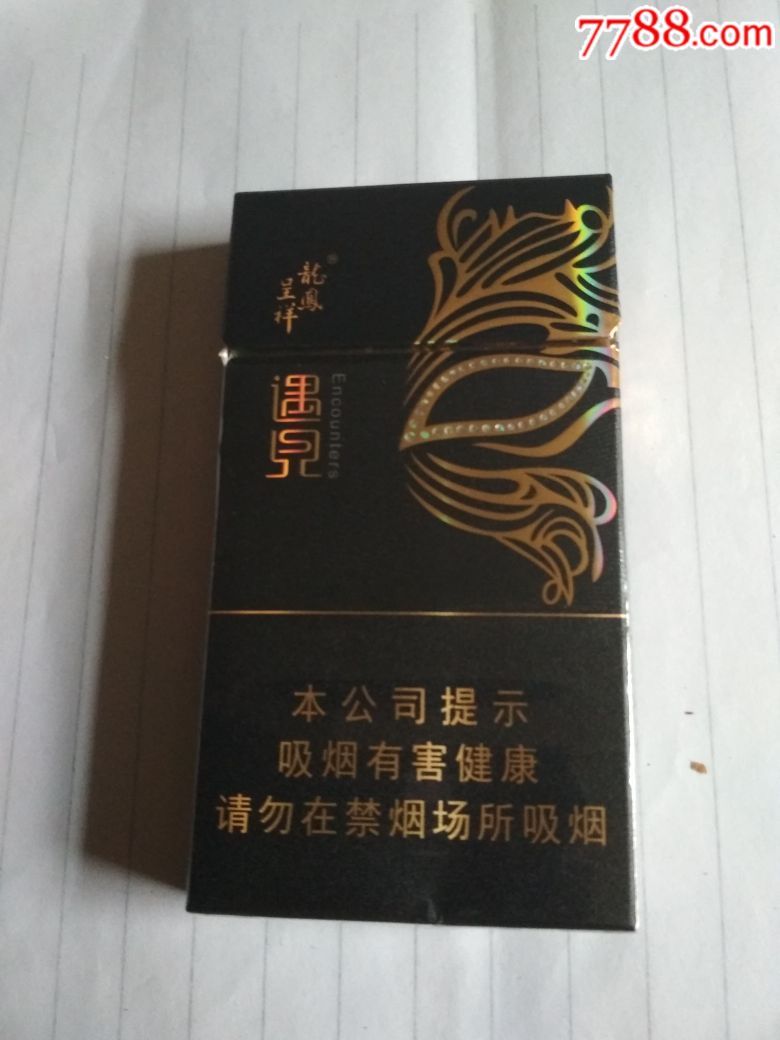 7788.com
龍鳳
呈祥
®
遇见
Encounters
本公司提示
吸烟有害健康
请勿在禁烟场所吸烟